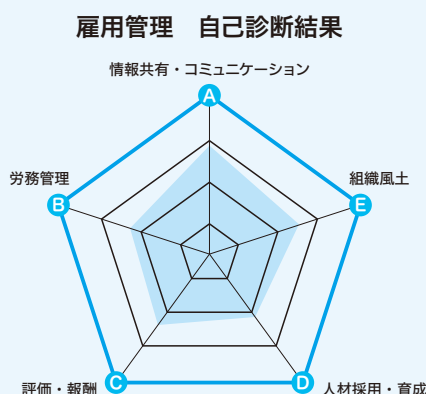 雇用管理　自己診断結果
情報共有・コミュニケーション
A
労務管理
組織風土
B
E
C
D
評価・報酬
人材採用・育成